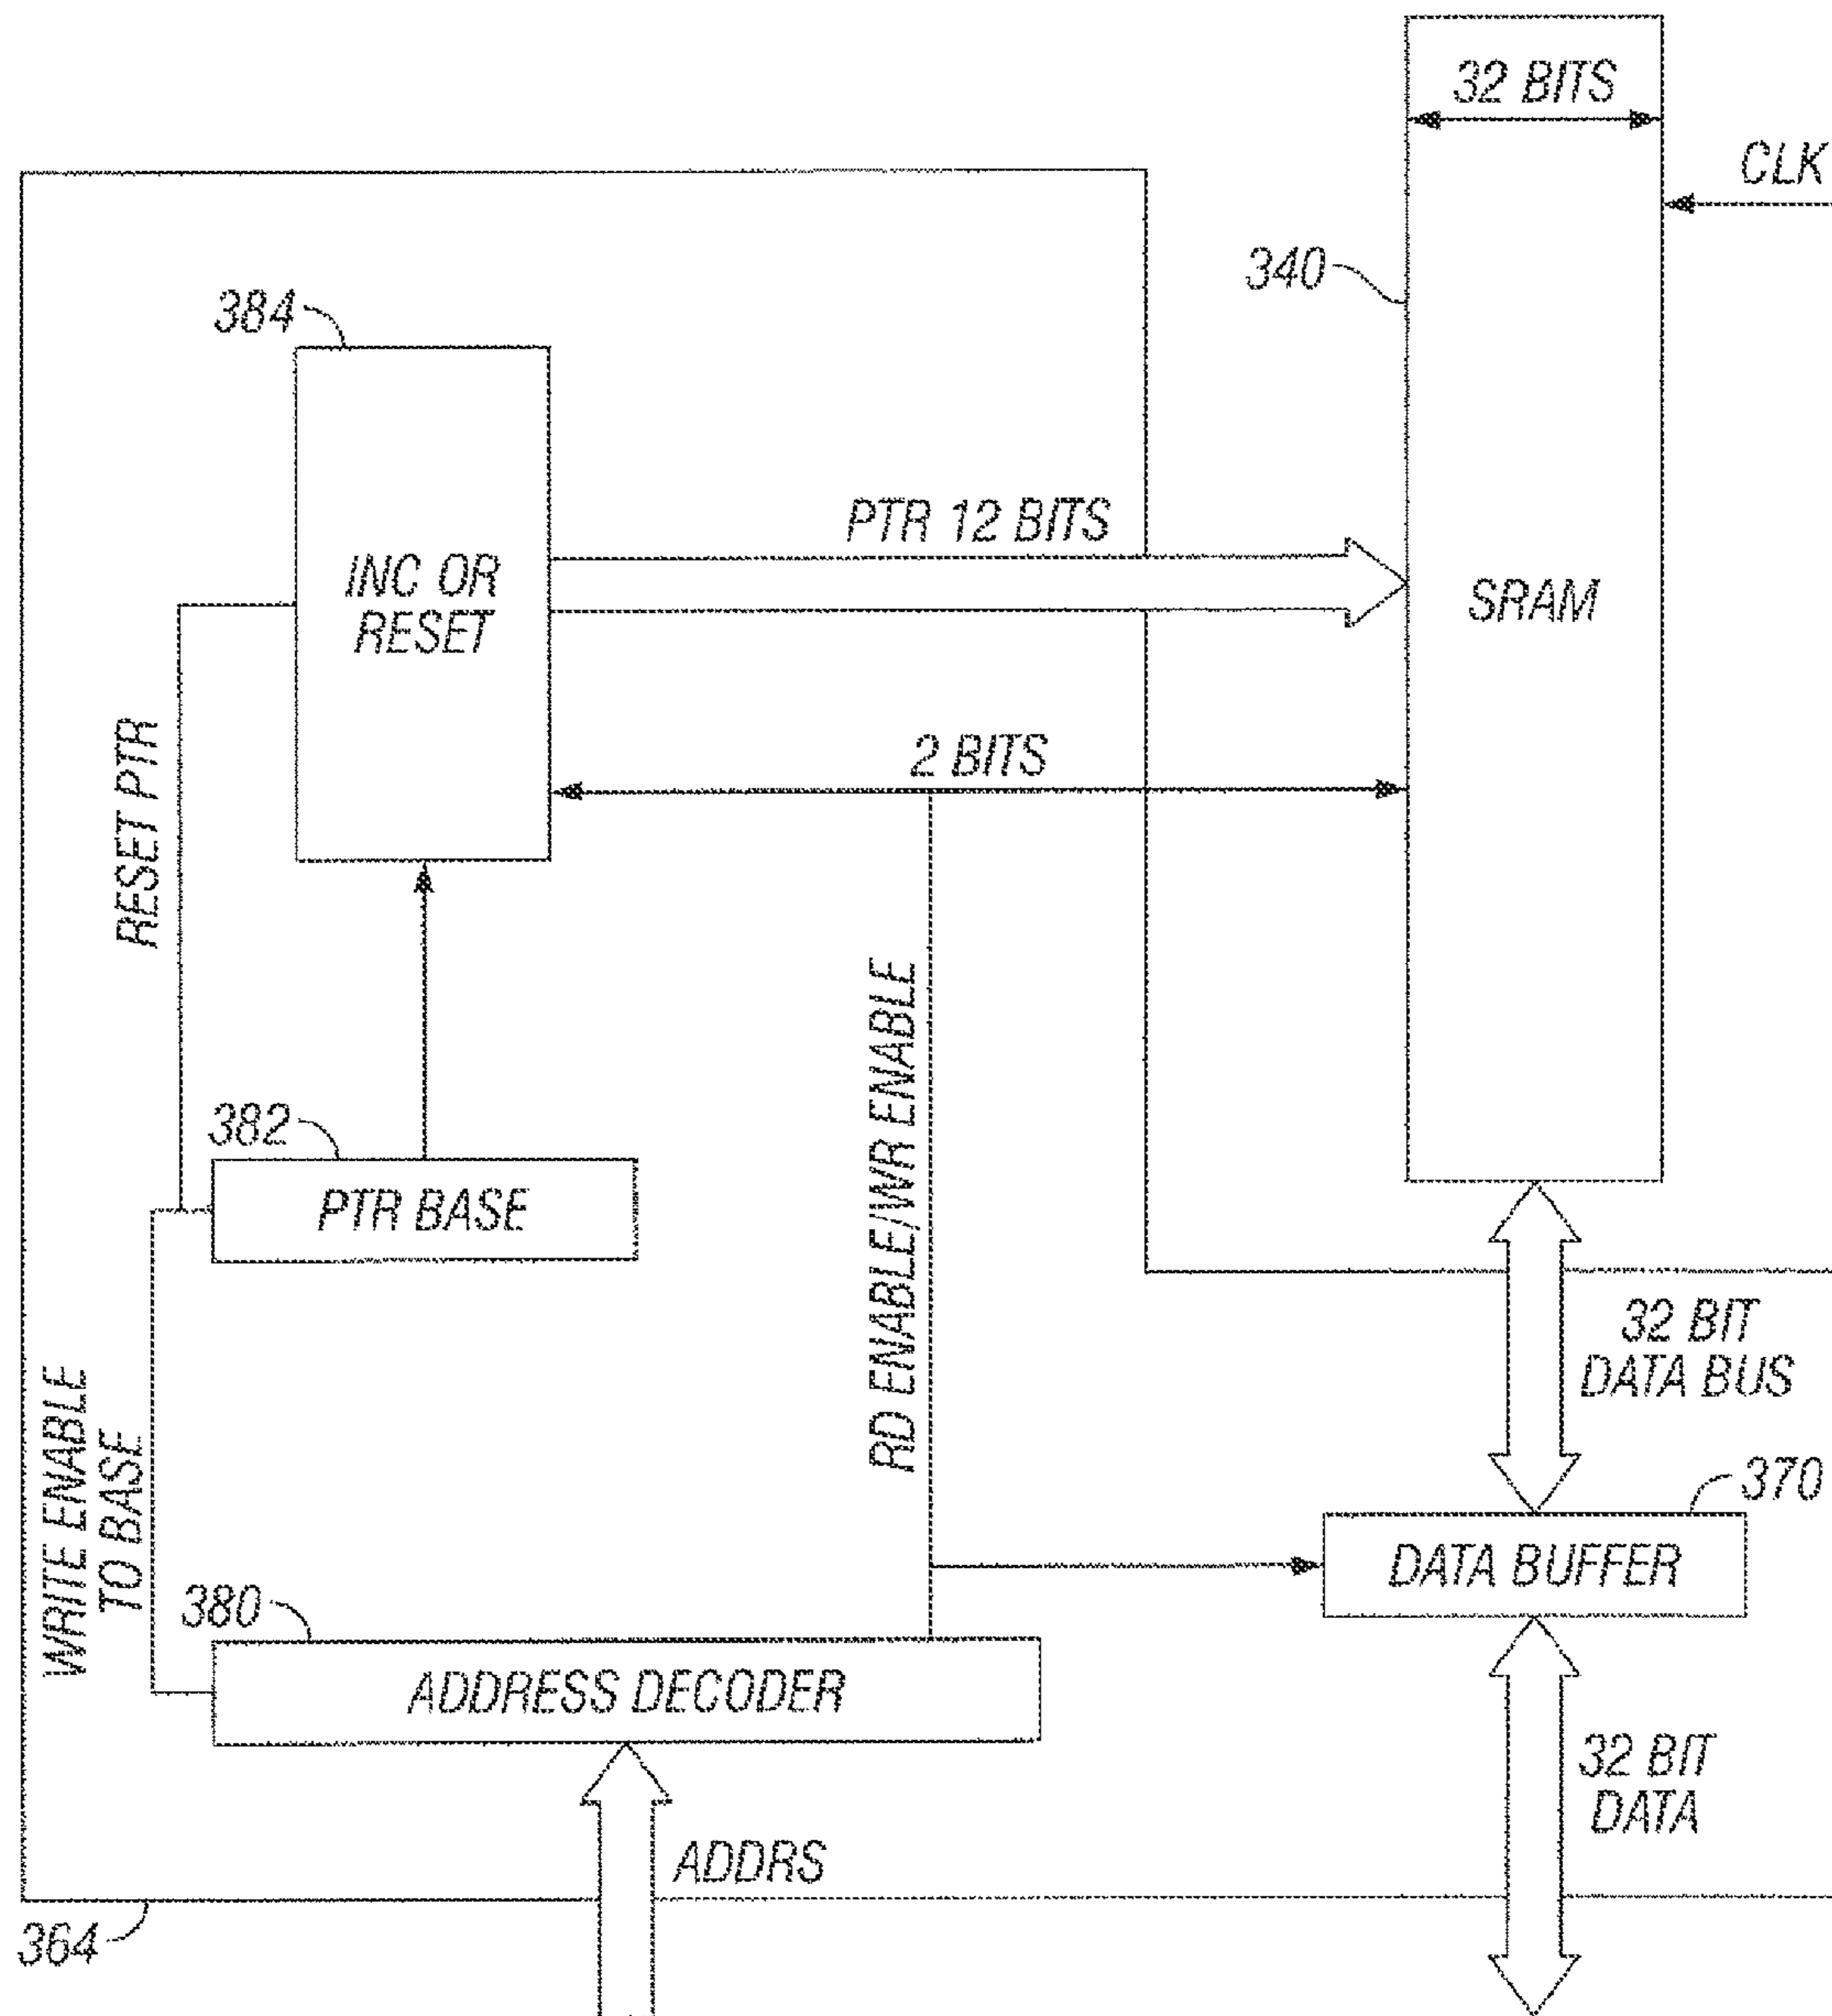 32 BITS
CLK
340
384
PTR 12 BITS
INC OR
RESET
SRAM
2 BITS
RESET PTR
RD ENABLE/WR ENABLE
382
PTR BASE
32 BIT
DATA BUS
WRITE ENABLE
TO BASE
370
DATA BUFFER
380
ADDRESS DECODER
32 BIT
DATA
ADDRS
364